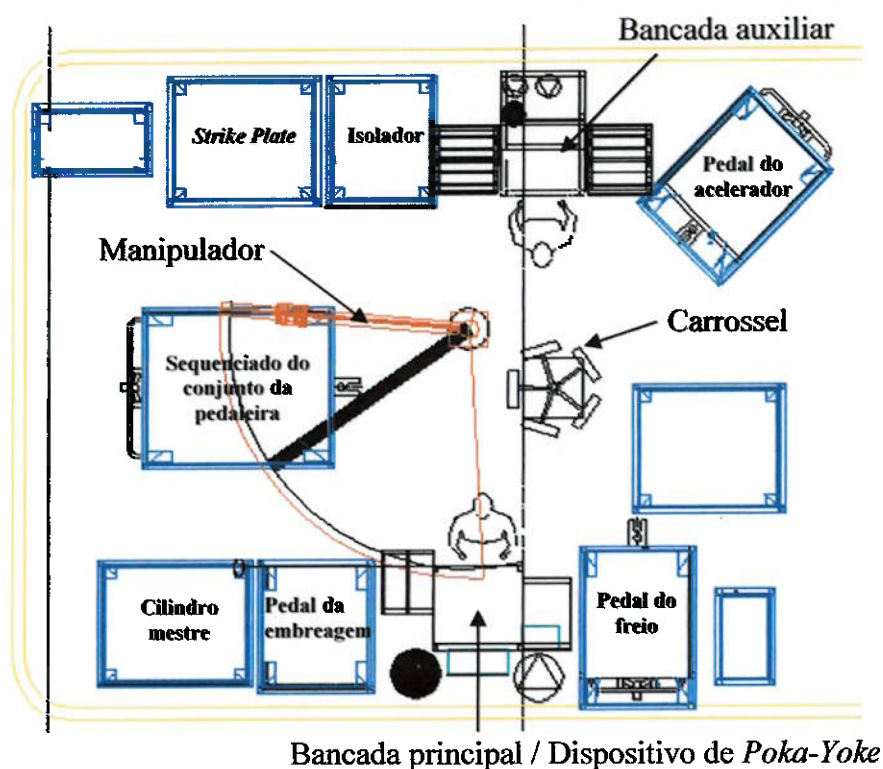 Bancada auxiliar
Strike Plate
Isolador
Pedal do
acelerador
Manipulador
Carrossel
Sequenciado do
conjunto da
pedaleira
Cilindro
mestre
Pedal da
embreagem
Pedal do
freio
Bancada principal / Dispositivo de Poka-Yoke